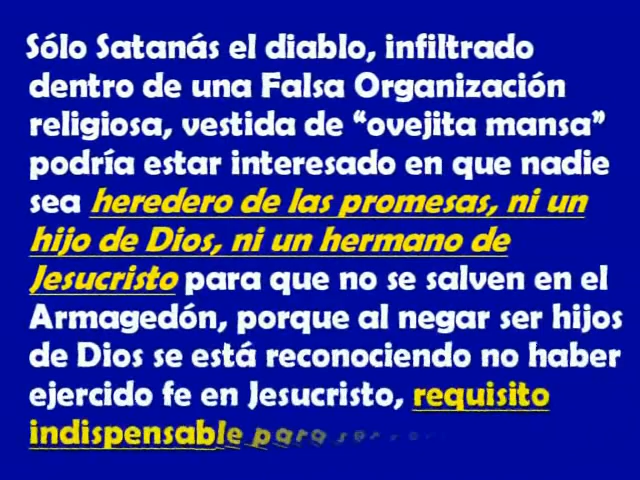 Sólo Satanás el diablo, infiltrado
dentro de una Falsa Organización
religiosa, vestida de “ovejita mansa”
podría estar interesado en que nadie
sea heredero de las promesas, ni un
hijo de Dios, ni un hermano de
Jesucristo para que no se salven en el
Armagedón, porque al negar ser hijos
de Dios se está reconociendo no haber
ejercido fe en Jesucristo, requisito
indispensable para ser